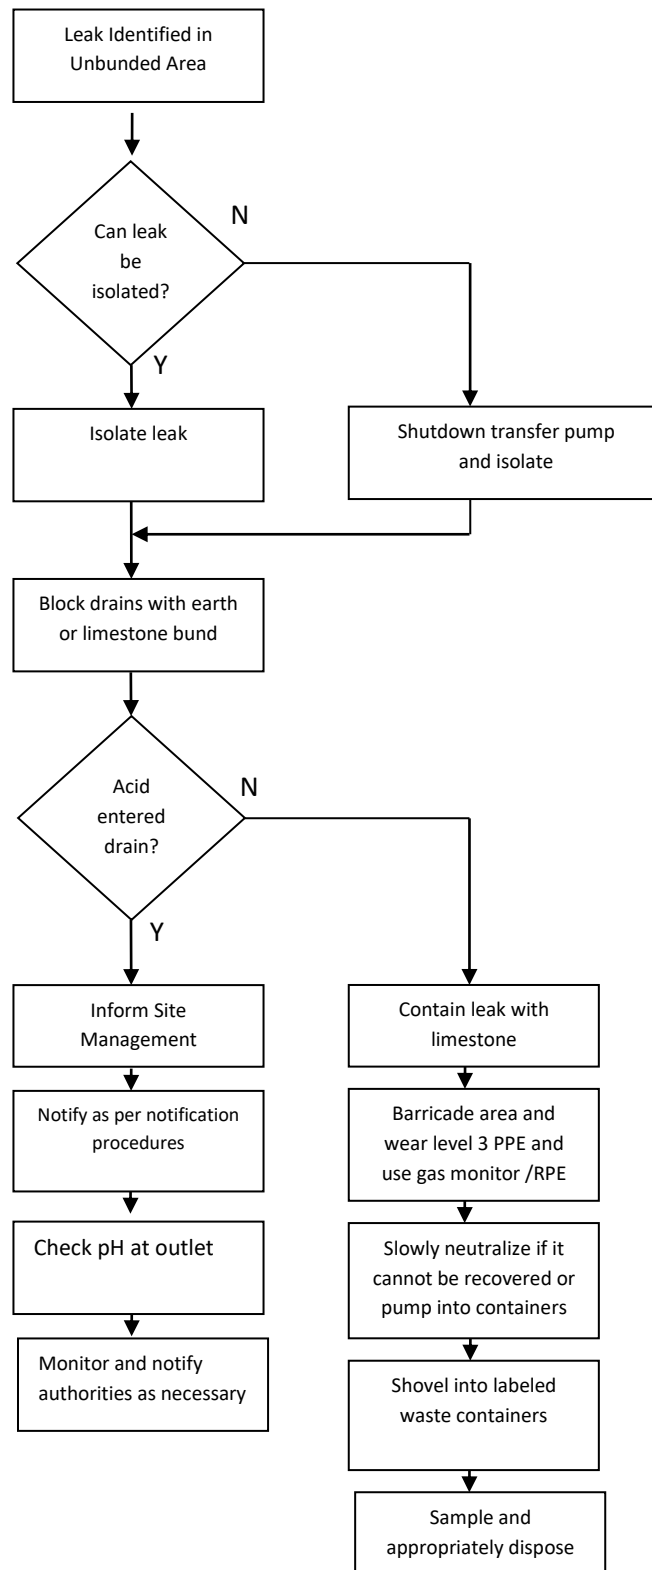 Leak Identified in
Unbunded Area
Can leak
be
isolated?
N
Y
Isolate leak
Shutdown transfer pump
and isolate
Block drains with earth
or limestone bund
Acid
entered
drain?
N
Y
Inform Site
Management
Notify as per notification
procedures
Check pH at outlet
Monitor and notify
authorities as necessary
Contain leak with
limestone
Barricade area and
wear level 3 PPE and
use gas monitor /RPE
Slowly neutralize if it
cannot be recovered or
pump into containers
Shovel into labeled
waste containers
Sample and
appropriately dispose